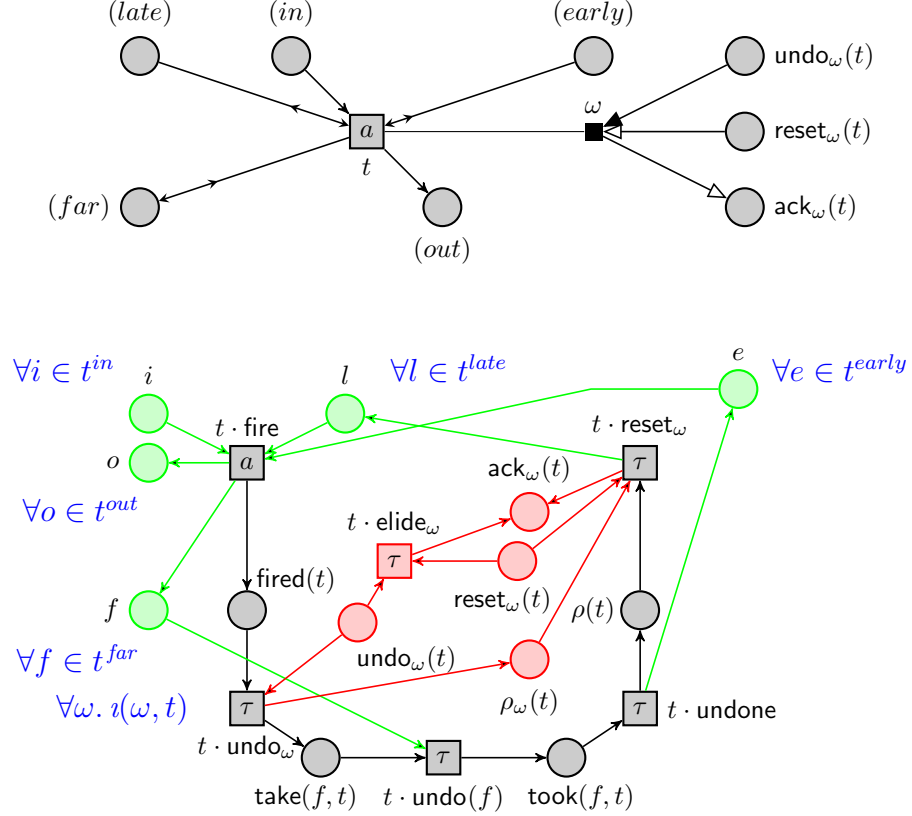 (late)
(in)
(early)
undo_ω(t)
a
ω
reset_ω(t)
t
(far)
ack_ω(t)
(out)
∀i ∈ t^{in}
i
l
∀l ∈ t^{late}
e
∀e ∈ t^{early}
t · fire
t · reset_ω
o
a
ack_ω(t)
τ
∀o ∈ t^{out}
t · elide_ω
τ
fired(t)
reset_ω(t)
f
ρ(t)
∀f ∈ t^{far}
undo_ω(t)
∀ω. ı(ω, t)
τ
ρ_ω(t)
τ
t · undone
t · undo_ω
τ
take(f, t)
t · undo(f)
took(f, t)